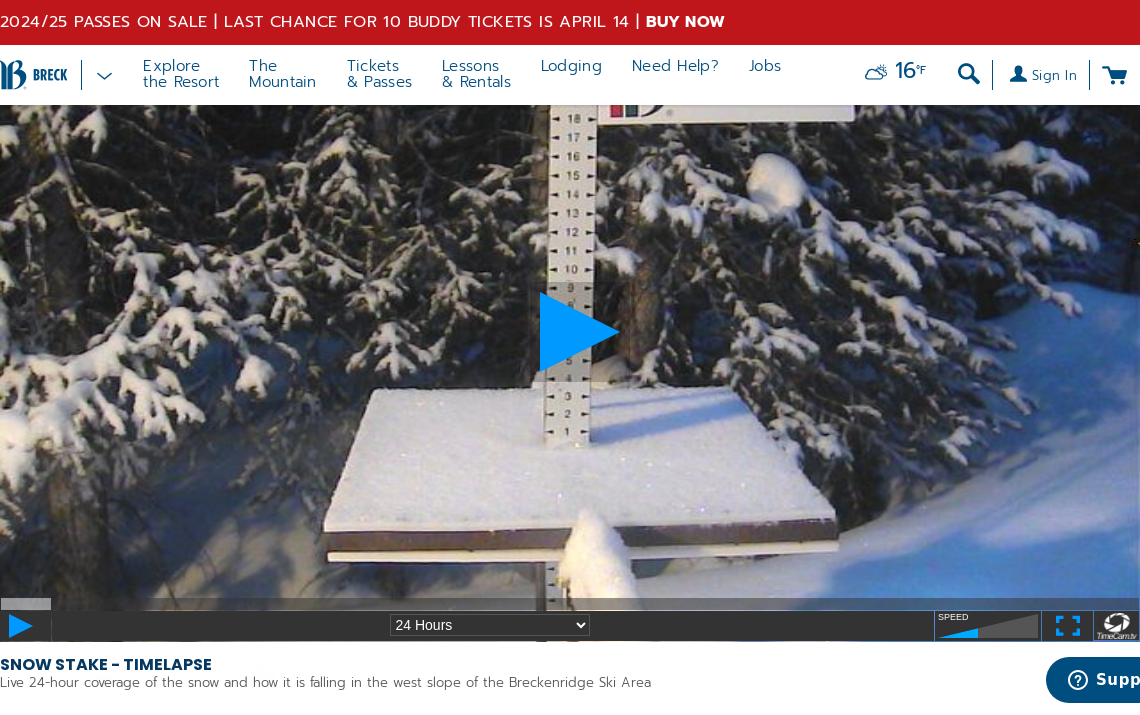 2024/25 PASSES ON SALE | LAST CHANCE FOR 10 BUDDY TICKETS IS APRIL 14 | BUY NOW
B BRECK
Explore
the Resort
The
Mountain
Tickets
& Passes
Lessons
& Rentals
Lodging
Need Help?
Jobs
16°F
Sign In
18
17
16
15
14
13
12
11
10
9
5
3
2
1
24 Hours
SPEED
TimeCam.tv
SNOW STAKE - TIMELAPSE
Live 24-hour coverage of the snow and how it is falling in the west slope of the Breckenridge Ski Area
Supp